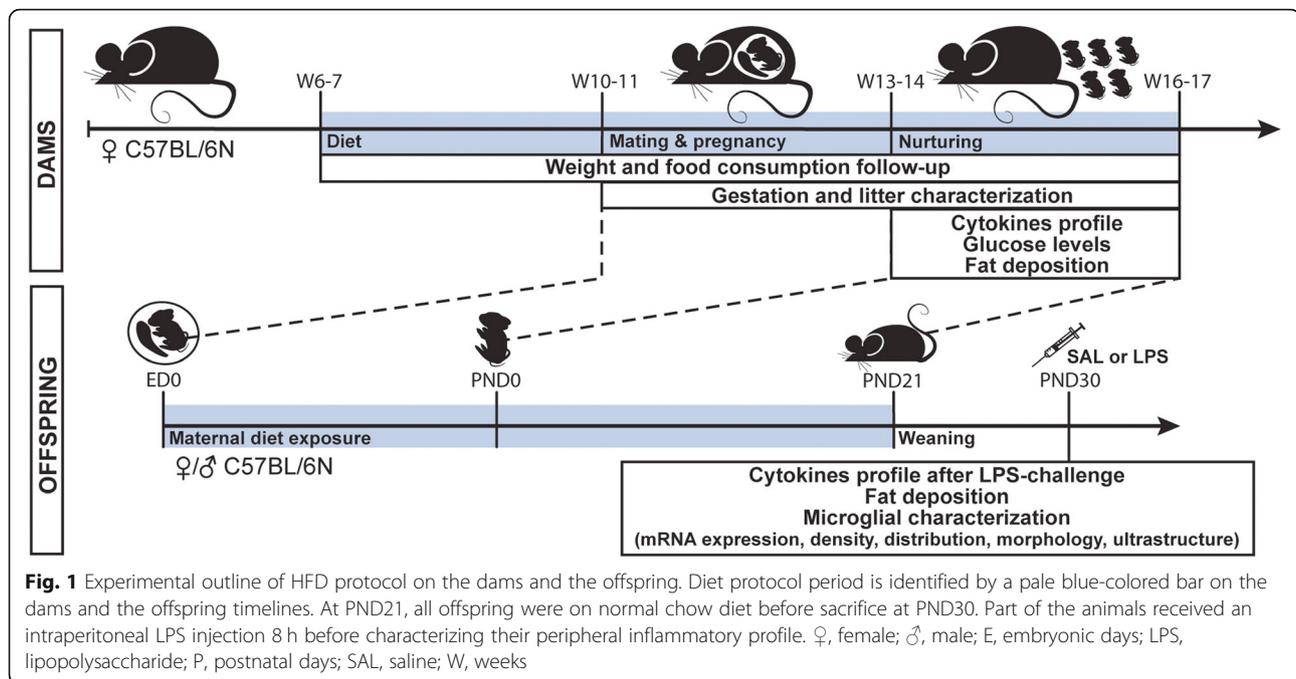 DAMS
W6-7
W10-11
W13-14
W16-17
♀ C57BL/6N
Diet
Mating & pregnancy
Nurturing
Weight and food consumption follow-up
Gestation and litter characterization
Cytokines profile
Glucose levels
Fat deposition
OFFSPRING
ED0
PND0
PND21
PND30
SAL or LPS
Maternal diet exposure
Weaning
♀/♂ C57BL/6N
Cytokines profile after LPS-challenge
Fat deposition
Microglial characterization
(mRNA expression, density, distribution, morphology, ultrastructure)
Fig. 1 Experimental outline of HFD protocol on the dams and the offspring. Diet protocol period is identified by a pale blue-colored bar on the
dams and the offspring timelines. At PND21, all offspring were on normal chow diet before sacrifice at PND30. Part of the animals received an
intraperitoneal LPS injection 8 h before characterizing their peripheral inflammatory profile. ♀, female; ♂, male; E, embryonic days; LPS,
lipopolysaccharide; P, postnatal days; SAL, saline; W, weeks